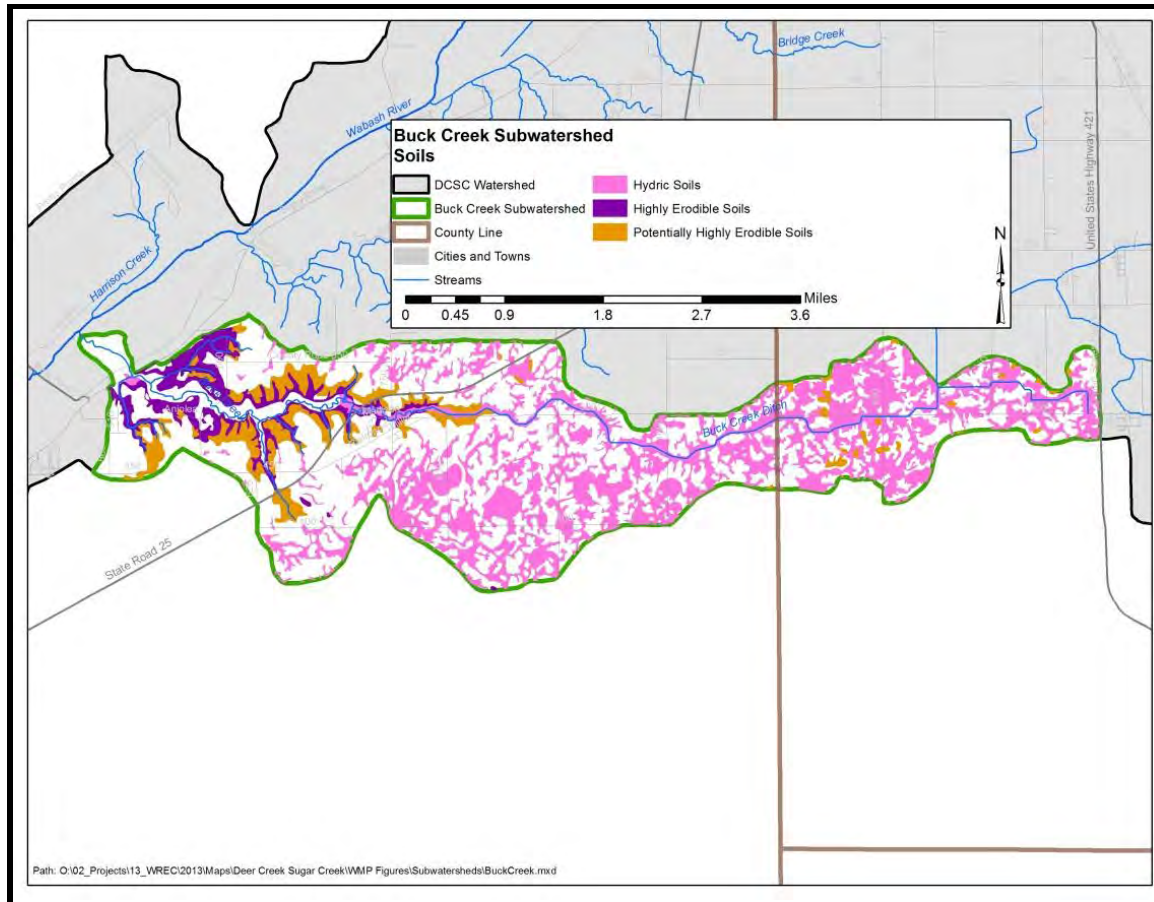 Bridge Creek
Wabash River
United States Highway 421
Harrison Creek
Buck Creek Subwatershed
Soils
DCSC Watershed
Buck Creek Subwatershed
County Line
Cities and Towns
Streams
Hydric Soils
Highly Erodible Soils
Potentially Highly Erodible Soils
N
Miles
0 0.45 0.9 1.8 2.7 3.6
Buck Creek Ditch
State Road 25
Path: O:\02_Projects\13_WREC\2013\Maps\Deer Creek Sugar Creek\WMP Figures\Subwatersheds\BuckCreek.mxd